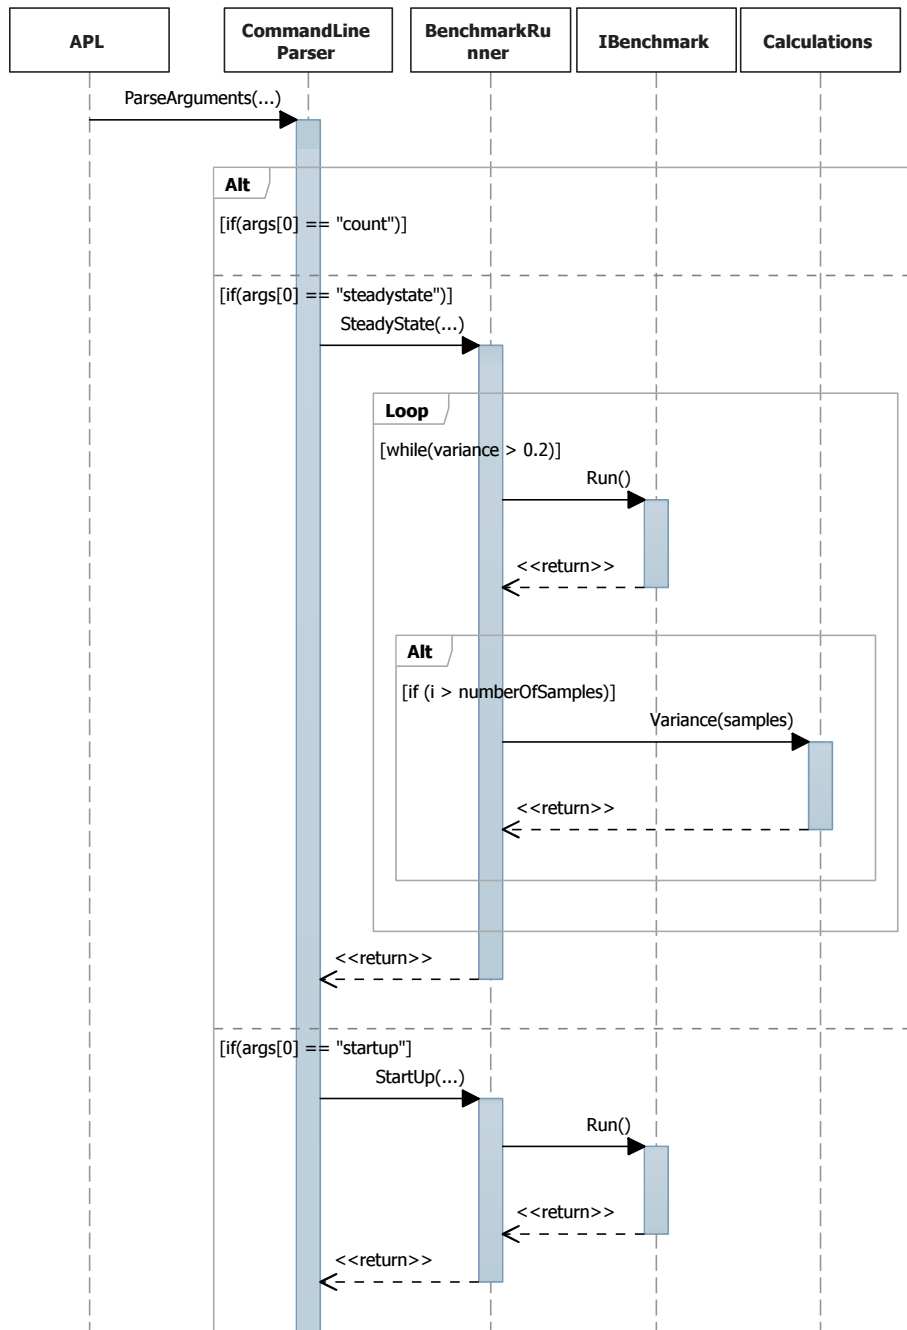 APL
CommandLine
Parser
BenchmarkRu
nner
IBenchmark
Calculations
ParseArguments(...)
Alt
[if(args[0] == "count")]
[if(args[0] == "steadystate")]
SteadyState(...)
Loop
[while(variance > 0.2)]
Run()
<<return>>
Alt
[if (i > numberOfSamples)]
Variance(samples)
<<return>>
<<return>>
[if(args[0] == "startup"]
StartUp(...)
Run()
<<return>>
<<return>>